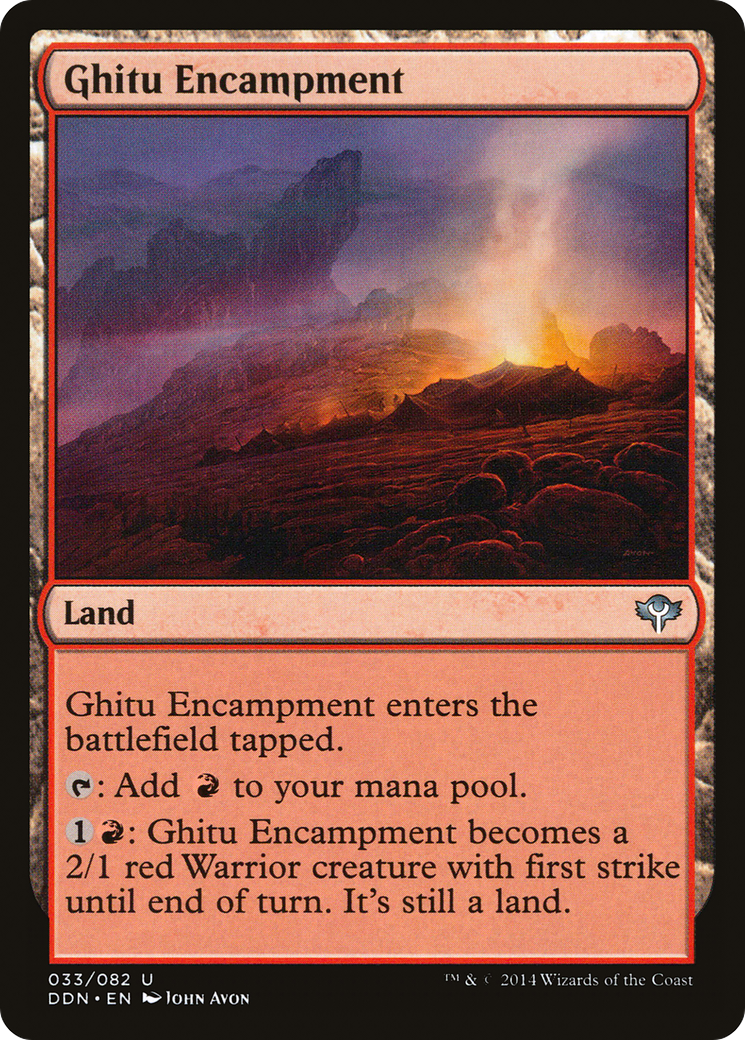 Ghitu Encampment
AVON
Land
Ghitu Encampment enters the
battlefield tapped.
: Add to your mana pool.
1 : Ghitu Encampment becomes a
2/1 red Warrior creature with first strike
until end of turn. It's still a land.
033/082 U
DDN • EN John Avon
™ & © 2014 Wizards of the Coast